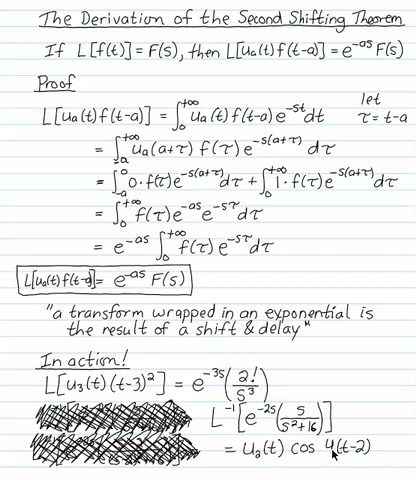 The Derivation of the Second Shifting Theorem
If L[f(t)] = F(s), then L[uₐ(t)f(t-a)] = e^{-as} F(s)
Proof
L[uₐ(t)f(t-a)] = ∫₀^{+∞} uₐ(t) f(t-a) e^{-st} dt let τ = t-a
= ∫_{-a}^{+∞} uₐ(a+τ) f(τ) e^{-s(a+τ)} dτ
= ∫_{-a}^{0} 0·f(τ)e^{-s(a+τ)} dτ + ∫₀^{+∞} 1·f(τ)e^{-s(a+τ)} dτ
= ∫₀^{+∞} f(τ)e^{-as} e^{-sτ} dτ
= e^{-as} ∫₀^{+∞} f(τ)e^{-sτ} dτ
L[uₐ(t)f(t-a)] = e^{-as} F(s)
"a transform wrapped in an exponential is
the result of a shift & delay"
In action!
L[u₃(t)(t-3)²] = e^{-3s}(2!/s³)
L^{-1}[e^{-2s}(s/(s²+16))]
= u₂(t) cos 4(t-2)